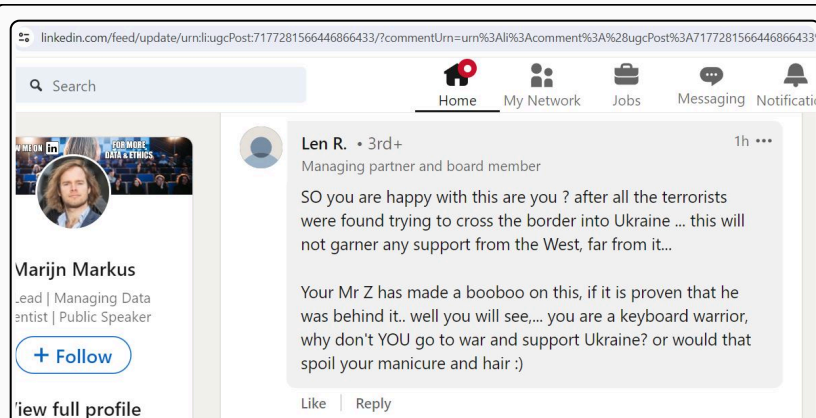 linkedin.com/feed/update/urn:li:ugcPost:7177281566446866433/?commentUrn=urn%3Ali%3Acomment%3A%28ugcPost%3A7177281566446866433%
Search
Home
My Network
Jobs
Messaging
Notificati
W ME ON in
FOR MORE
DATA & ETHICS
Marijn Markus
Lead | Managing Data
entist | Public Speaker
+ Follow
iew full profile
Len R. • 3rd+
1h •••
Managing partner and board member
SO you are happy with this are you ? after all the terrorists
were found trying to cross the border into Ukraine ... this will
not garner any support from the West, far from it...
Your Mr Z has made a booboo on this, if it is proven that he
was behind it.. well you will see,... you are a keyboard warrior,
why don't YOU go to war and support Ukraine? or would that
spoil your manicure and hair :)
Like | Reply